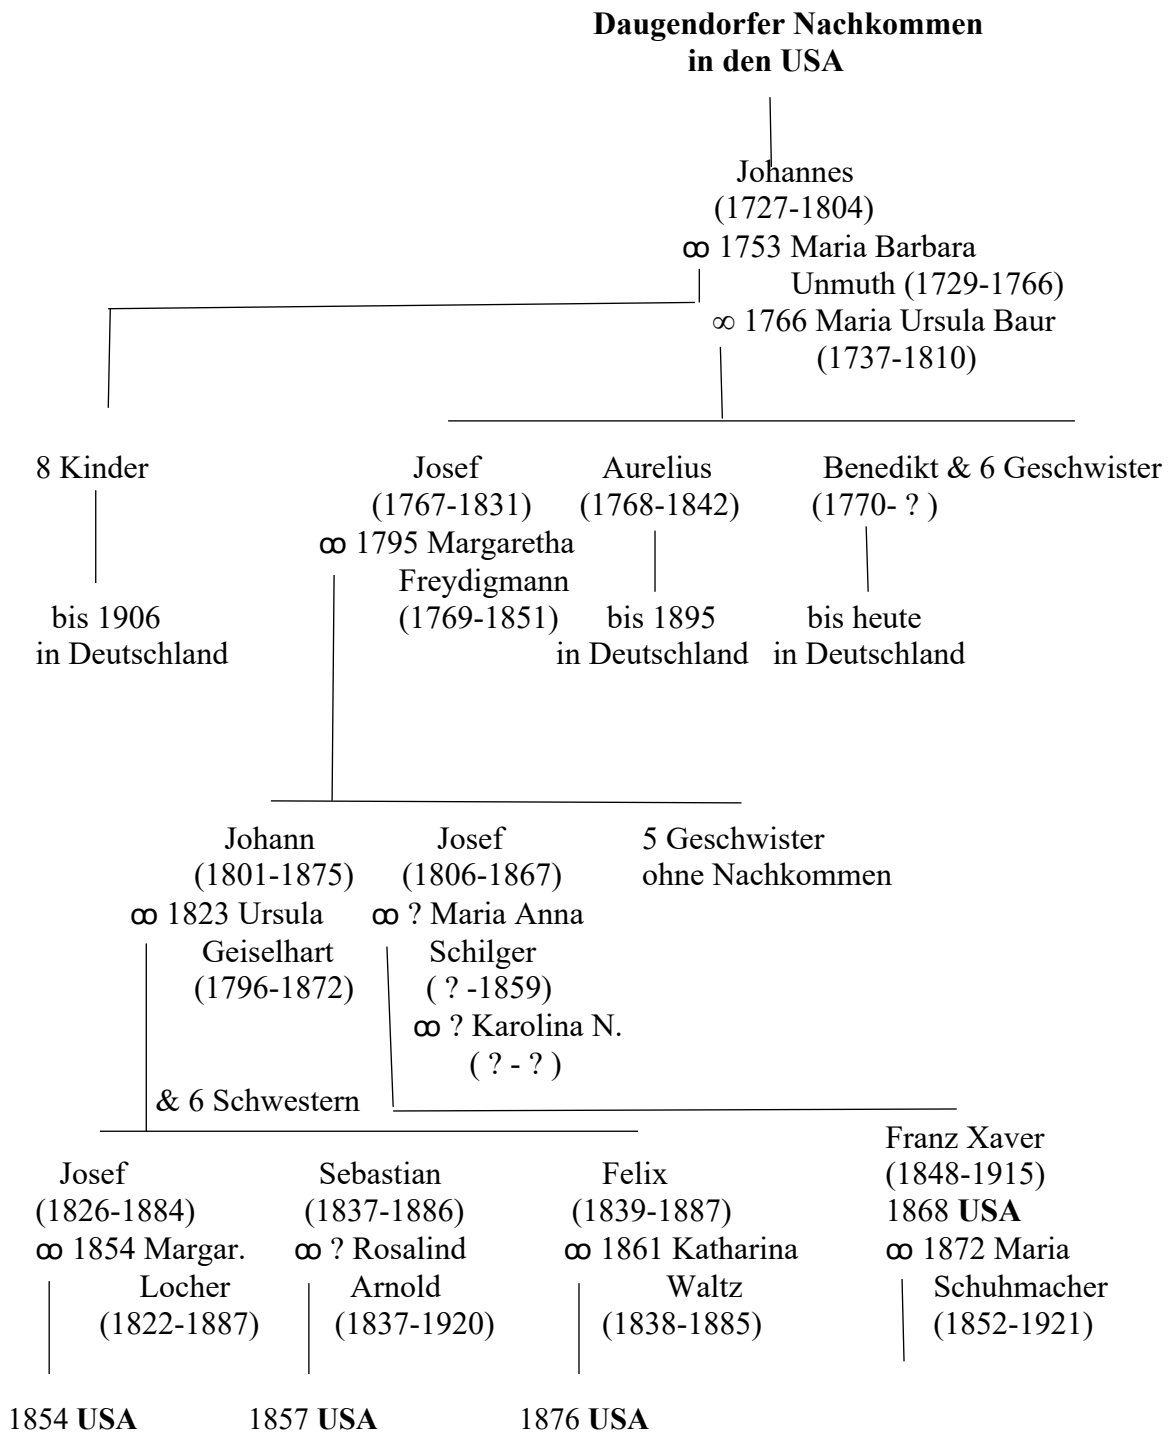 Daugendorfer Nachkommen
in den USA
Johannes
(1727-1804)
ꝏ 1753 Maria Barbara
Unmuth (1729-1766)
∞ 1766 Maria Ursula Baur
(1737-1810)
8 Kinder
bis 1906
in Deutschland
Josef
(1767-1831)
ꝏ 1795 Margaretha
Freydigmann
(1769-1851)
Aurelius
(1768-1842)
bis 1895
in Deutschland
Benedikt & 6 Geschwister
(1770- ? )
bis heute
in Deutschland
Johann
(1801-1875)
ꝏ 1823 Ursula
Geiselhart
(1796-1872)
Josef
(1806-1867)
ꝏ ? Maria Anna
Schilger
( ? -1859)
ꝏ ? Karolina N.
( ? - ? )
5 Geschwister
ohne Nachkommen
& 6 Schwestern
Josef
(1826-1884)
ꝏ 1854 Margar.
Locher
(1822-1887)
1854 USA
Sebastian
(1837-1886)
ꝏ ? Rosalind
Arnold
(1837-1920)
1857 USA
Felix
(1839-1887)
ꝏ 1861 Katharina
Waltz
(1838-1885)
1876 USA
Franz Xaver
(1848-1915)
1868 USA
ꝏ 1872 Maria
Schuhmacher
(1852-1921)